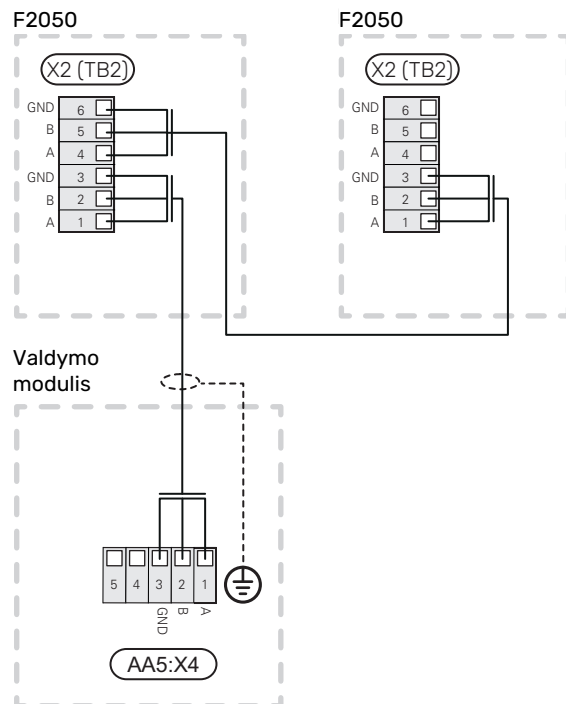 F2050
X2 (TB2)
GND 6
B 5
A 4
GND 3
B 2
A 1
F2050
X2 (TB2)
GND 6
B 5
A 4
GND 3
B 2
A 1
Valdymo
modulis
5 4 3 2 1
GND B A
AA5:X4